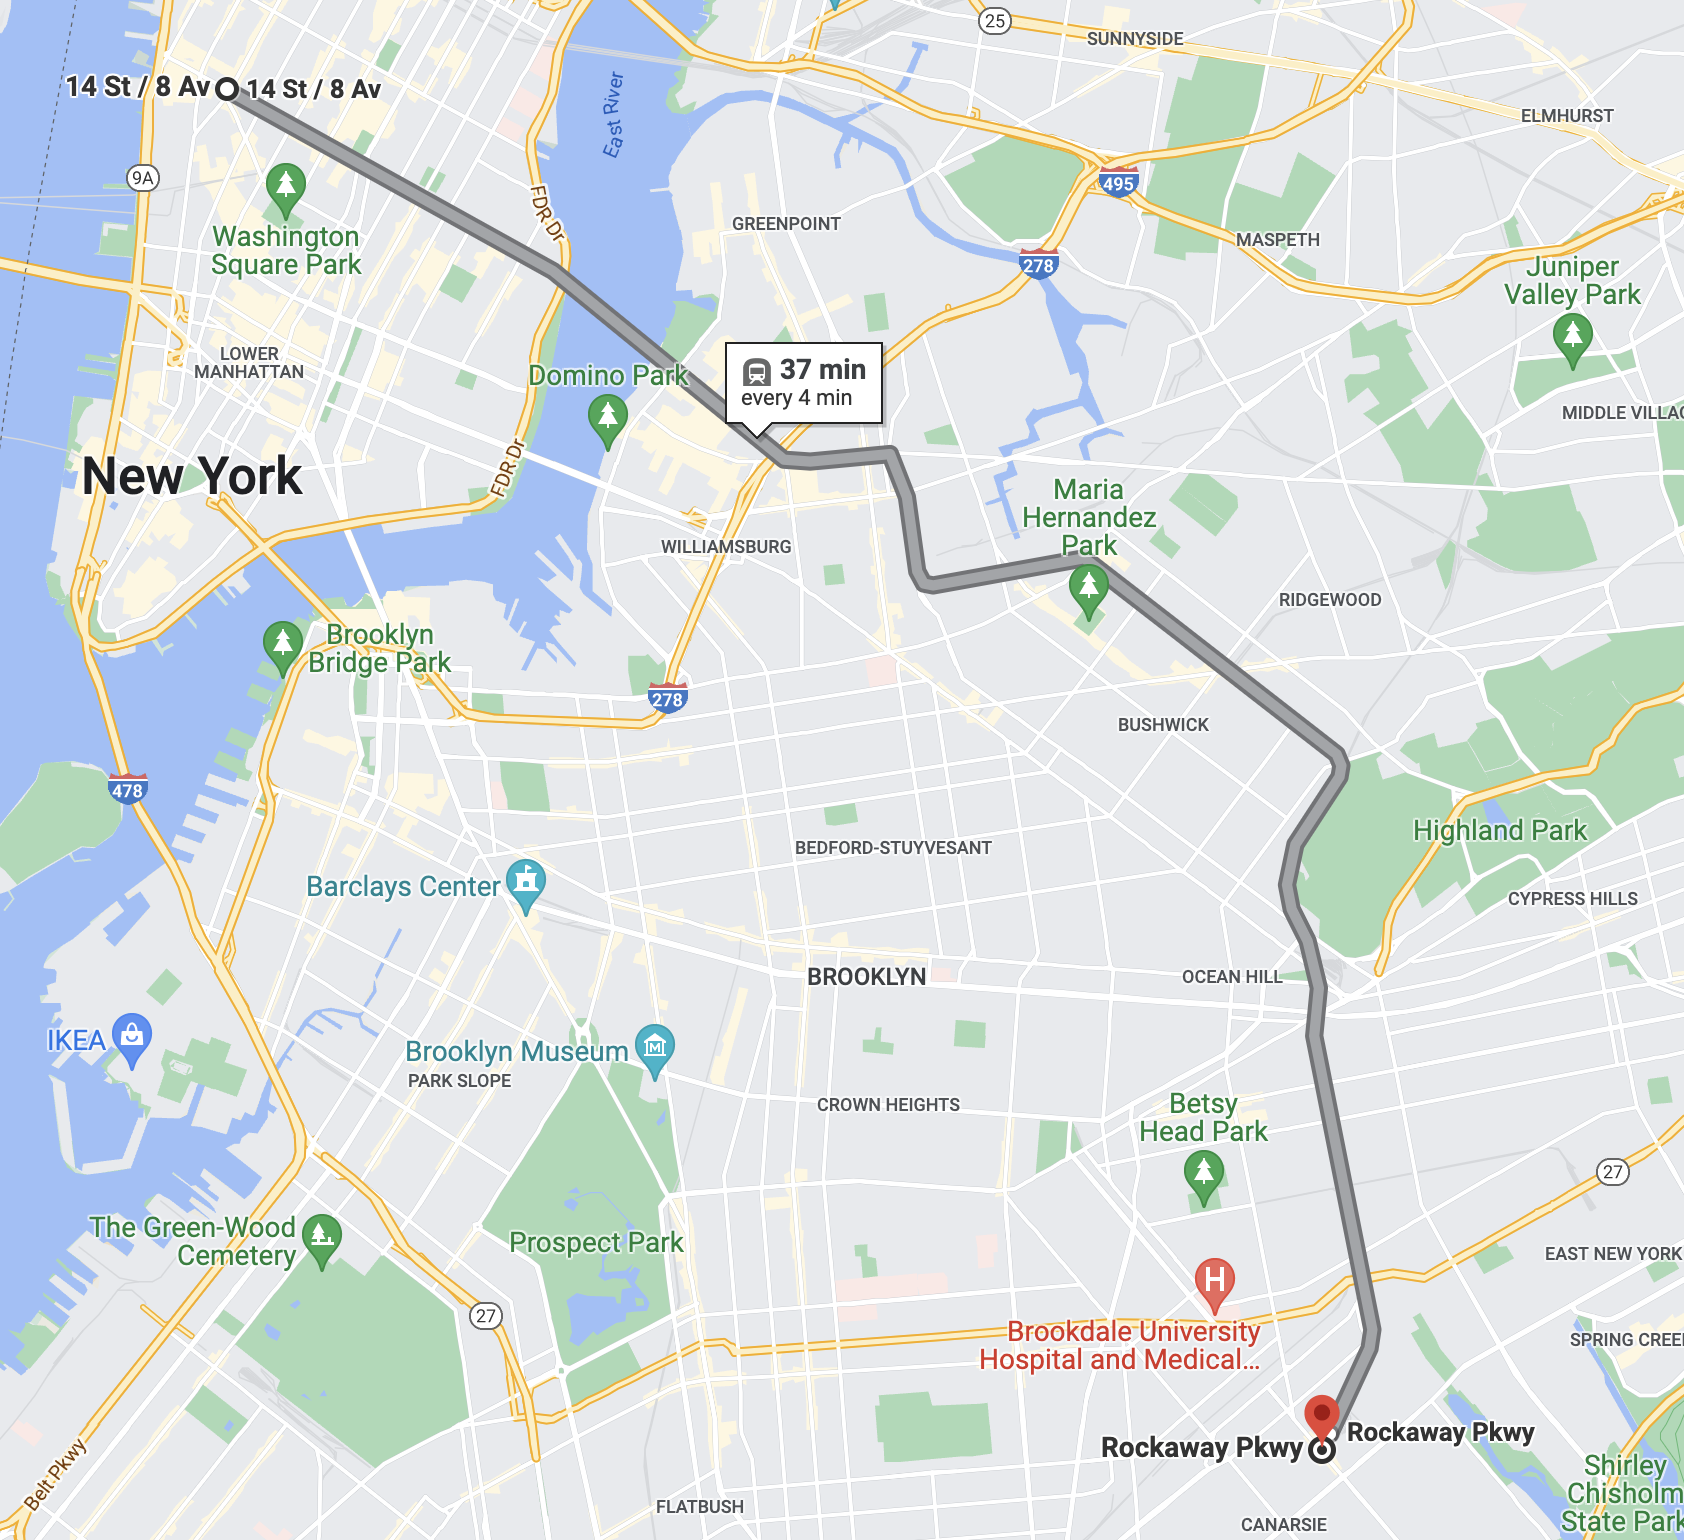 25
SUNNYSIDE
14 St / 8 Av
14 St / 8 Av
East River
ELMHURST
9A
495
FDR Dr
GREENPOINT
Washington
Square Park
MASPETH
278
Juniper
Valley Park
LOWER
MANHATTAN
Domino Park
37 min
every 4 min
MIDDLE VILLAG
New York
FDR Dr
Maria
Hernandez
Park
WILLIAMSBURG
RIDGEWOOD
Brooklyn
Bridge Park
278
BUSHWICK
478
Highland Park
BEDFORD-STUYVESANT
Barclays Center
CYPRESS HILLS
BROOKLYN
OCEAN HILL
IKEA
Brooklyn Museum
PARK SLOPE
CROWN HEIGHTS
Betsy
Head Park
27
The Green-Wood
Cemetery
Prospect Park
EAST NEW YORK
H
27
Brookdale University
Hospital and Medical...
SPRING CREE
Rockaway Pkwy
Rockaway Pkwy
Belt Pkwy
Shirley
Chisholm
State Park
FLATBUSH
CANARSIE